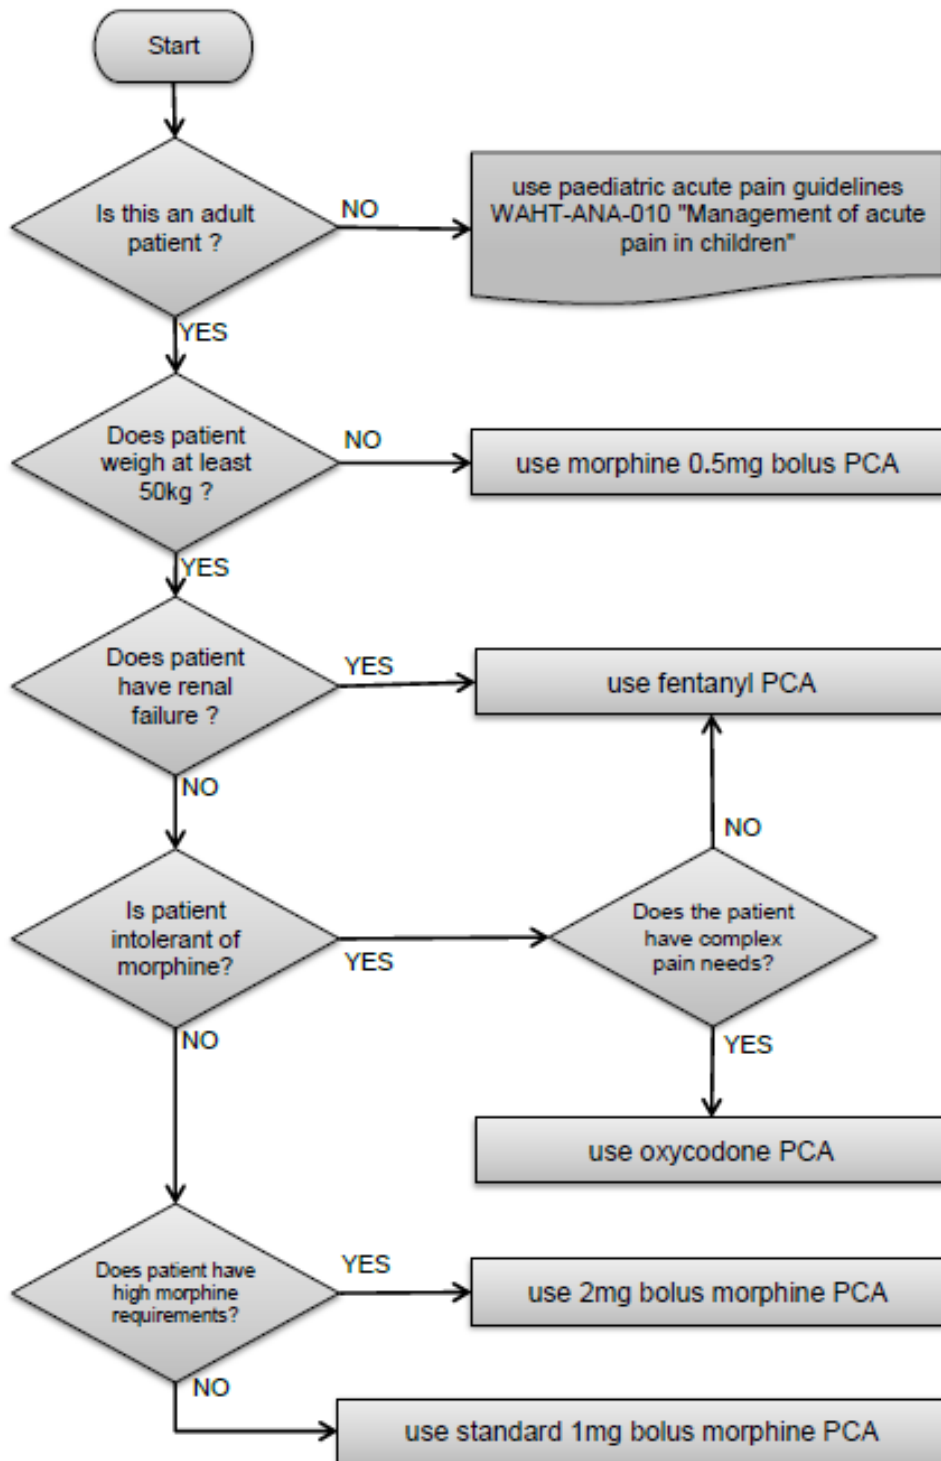 Start
Is this an adult
patient ?
NO
use paediatric acute pain guidelines
WAHT-ANA-010 "Management of acute
pain in children"
YES
Does patient
weigh at least
50kg ?
NO
use morphine 0.5mg bolus PCA
YES
Does patient
have renal
failure ?
YES
use fentanyl PCA
NO
Is patient
intolerant of
morphine?
YES
Does the patient
have complex
pain needs?
NO
YES
use oxycodone PCA
NO
Does patient have
high morphine
requirements?
YES
use 2mg bolus morphine PCA
NO
use standard 1mg bolus morphine PCA